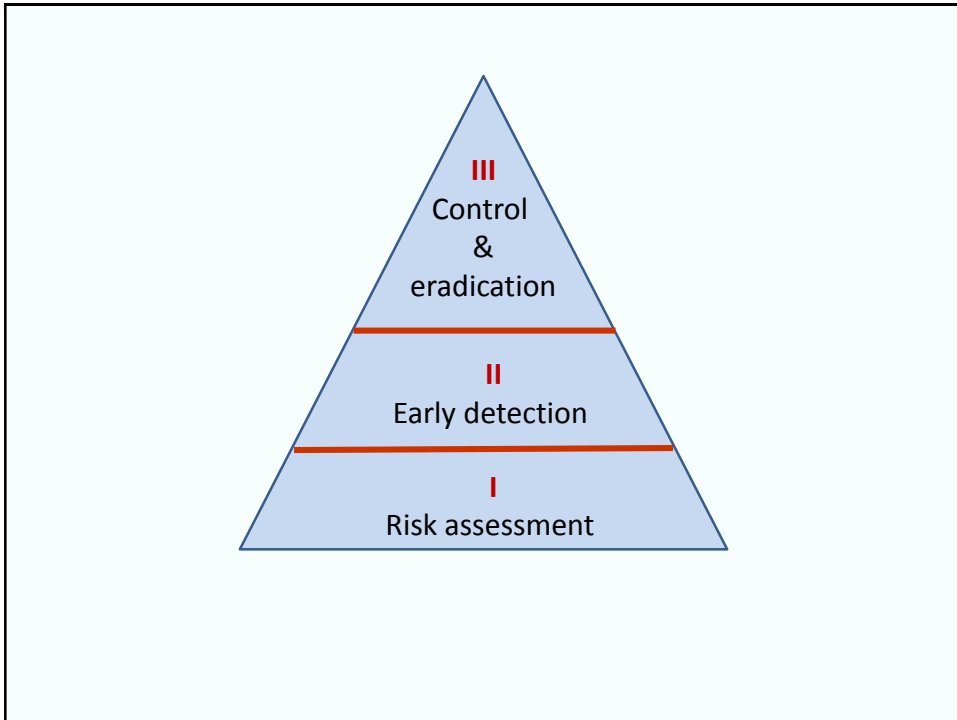 III
Control
&
eradication
II
Early detection
I
Risk assessment